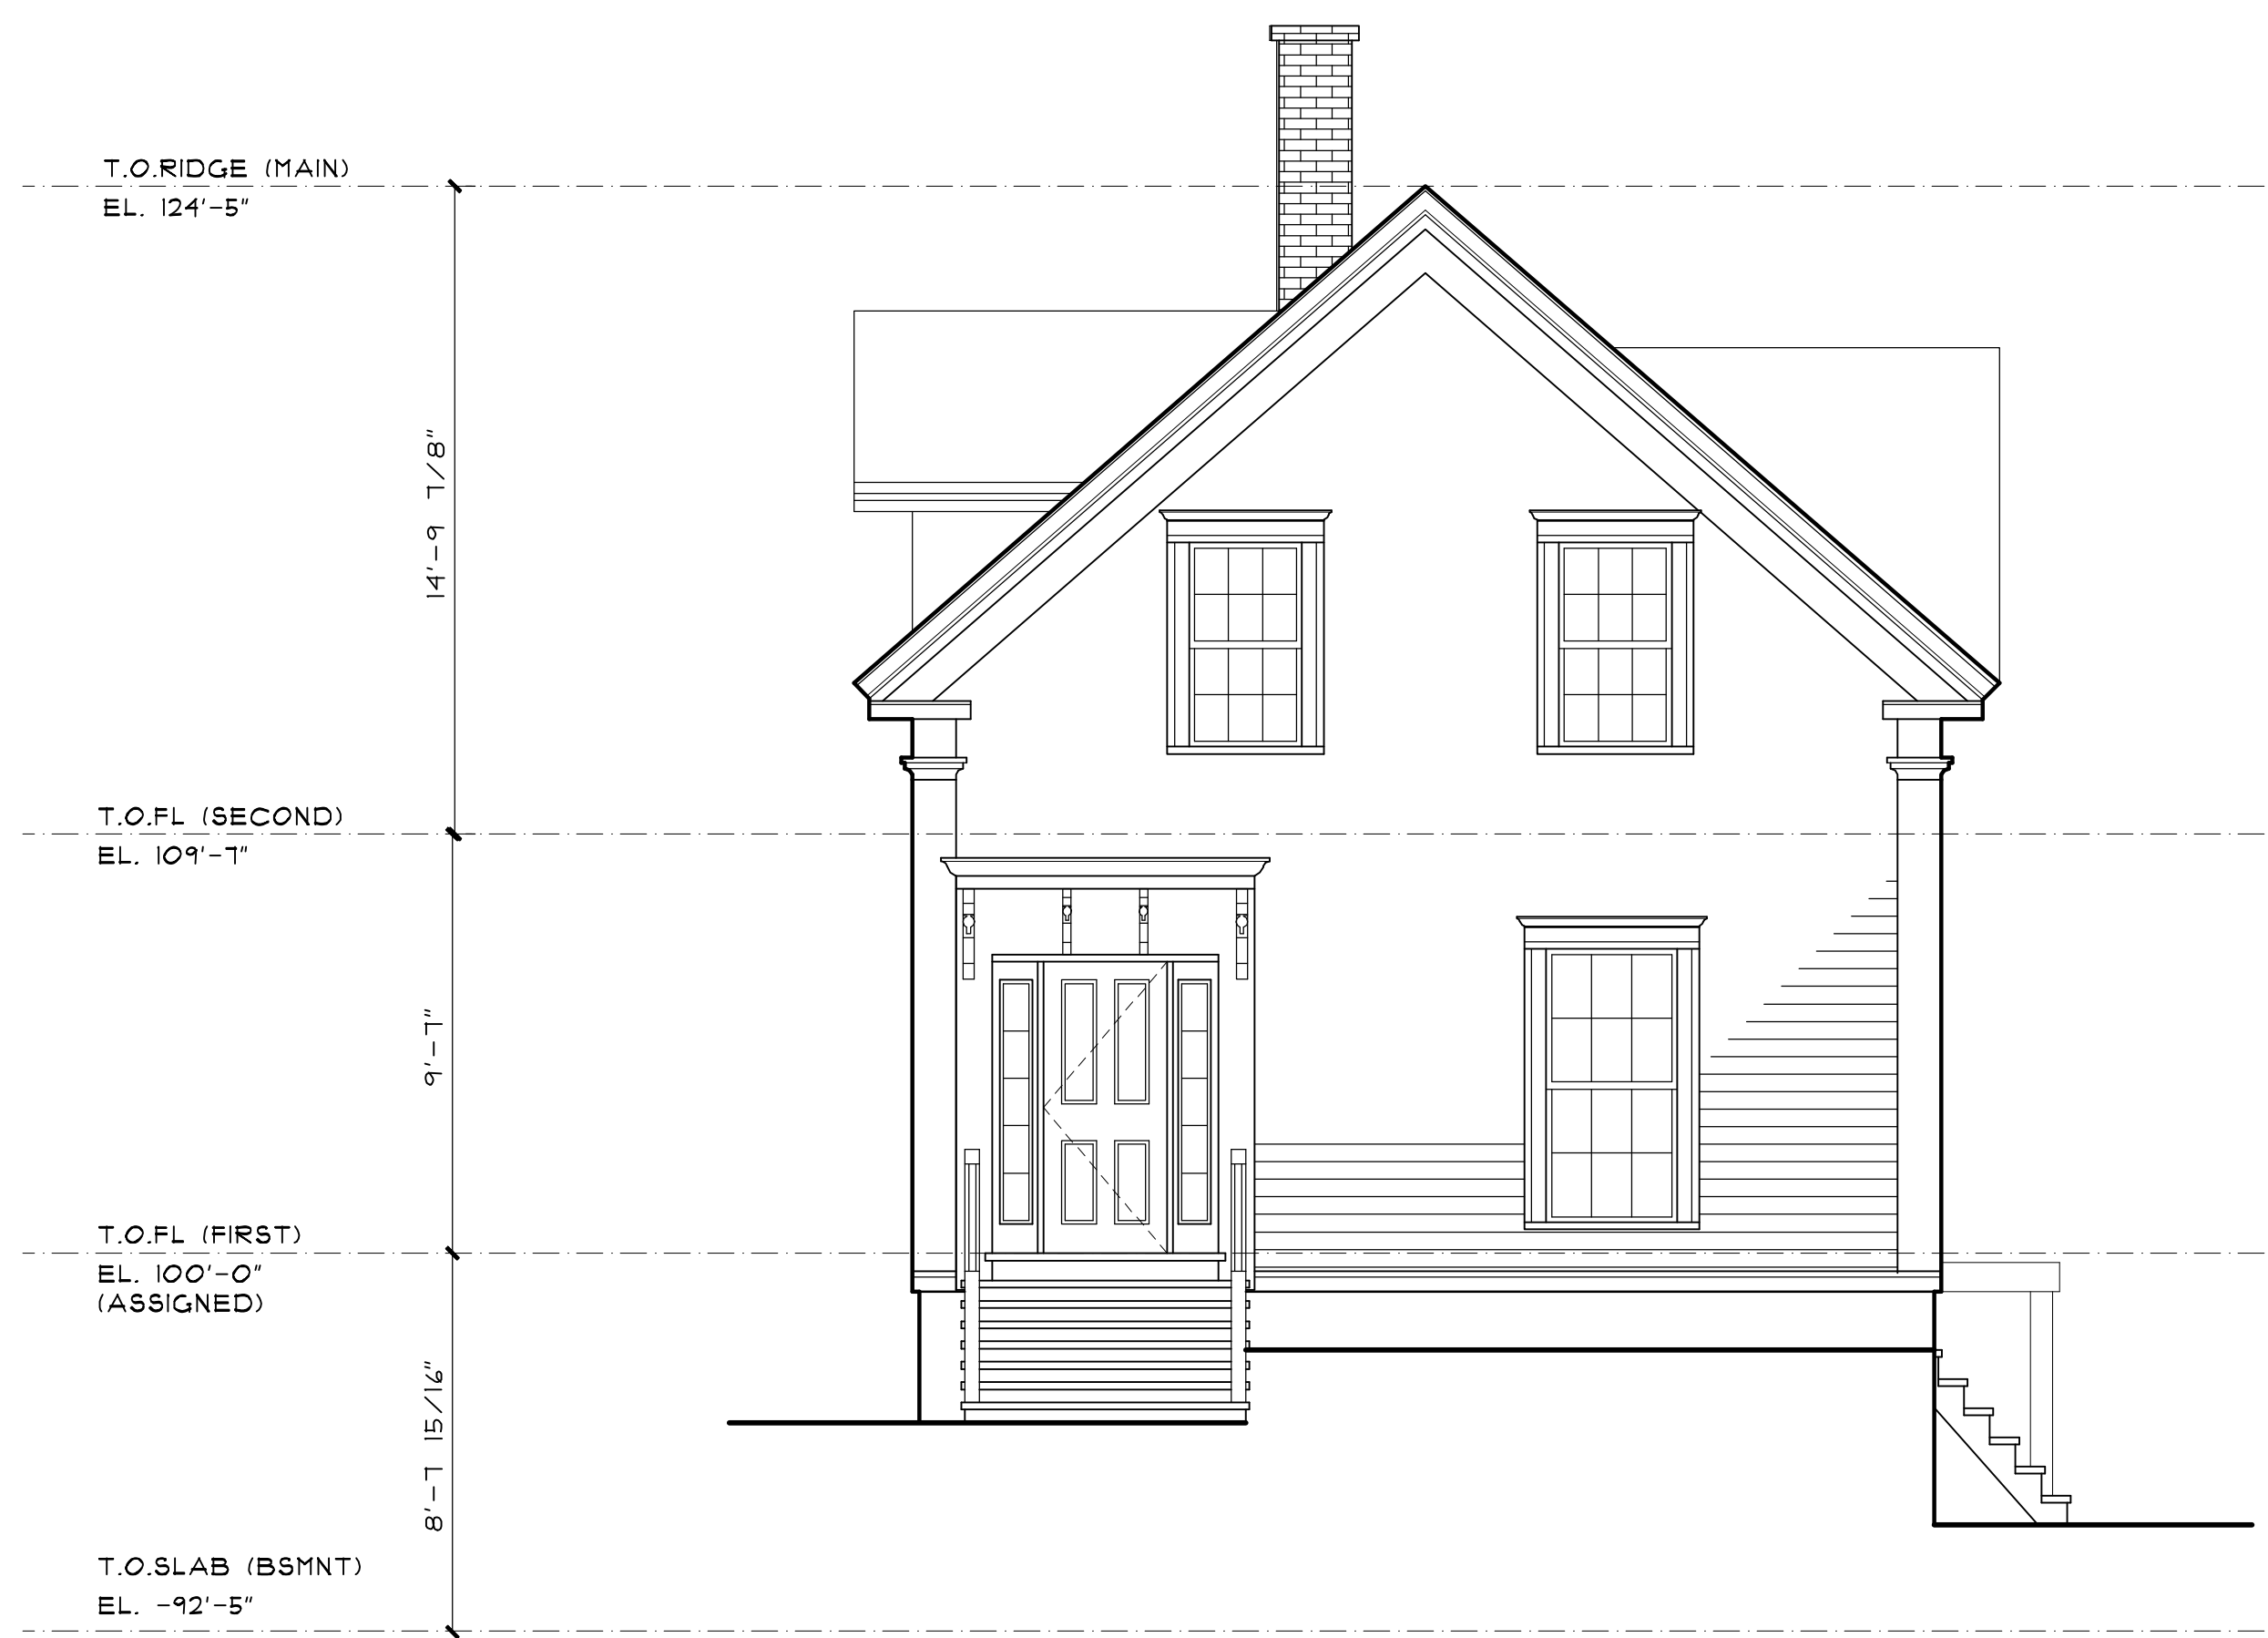 T.O.RIDGE (MAIN)
EL. 124'-5"
14'-9 7/8"
T.O.FL (SECOND)
EL. 109'-7"
9'-7"
T.O.FL (FIRST)
EL. 100'-0"
(ASSIGNED)
8'-7 15/16"
T.O.SLAB (BSMNT)
EL. -92'-5"